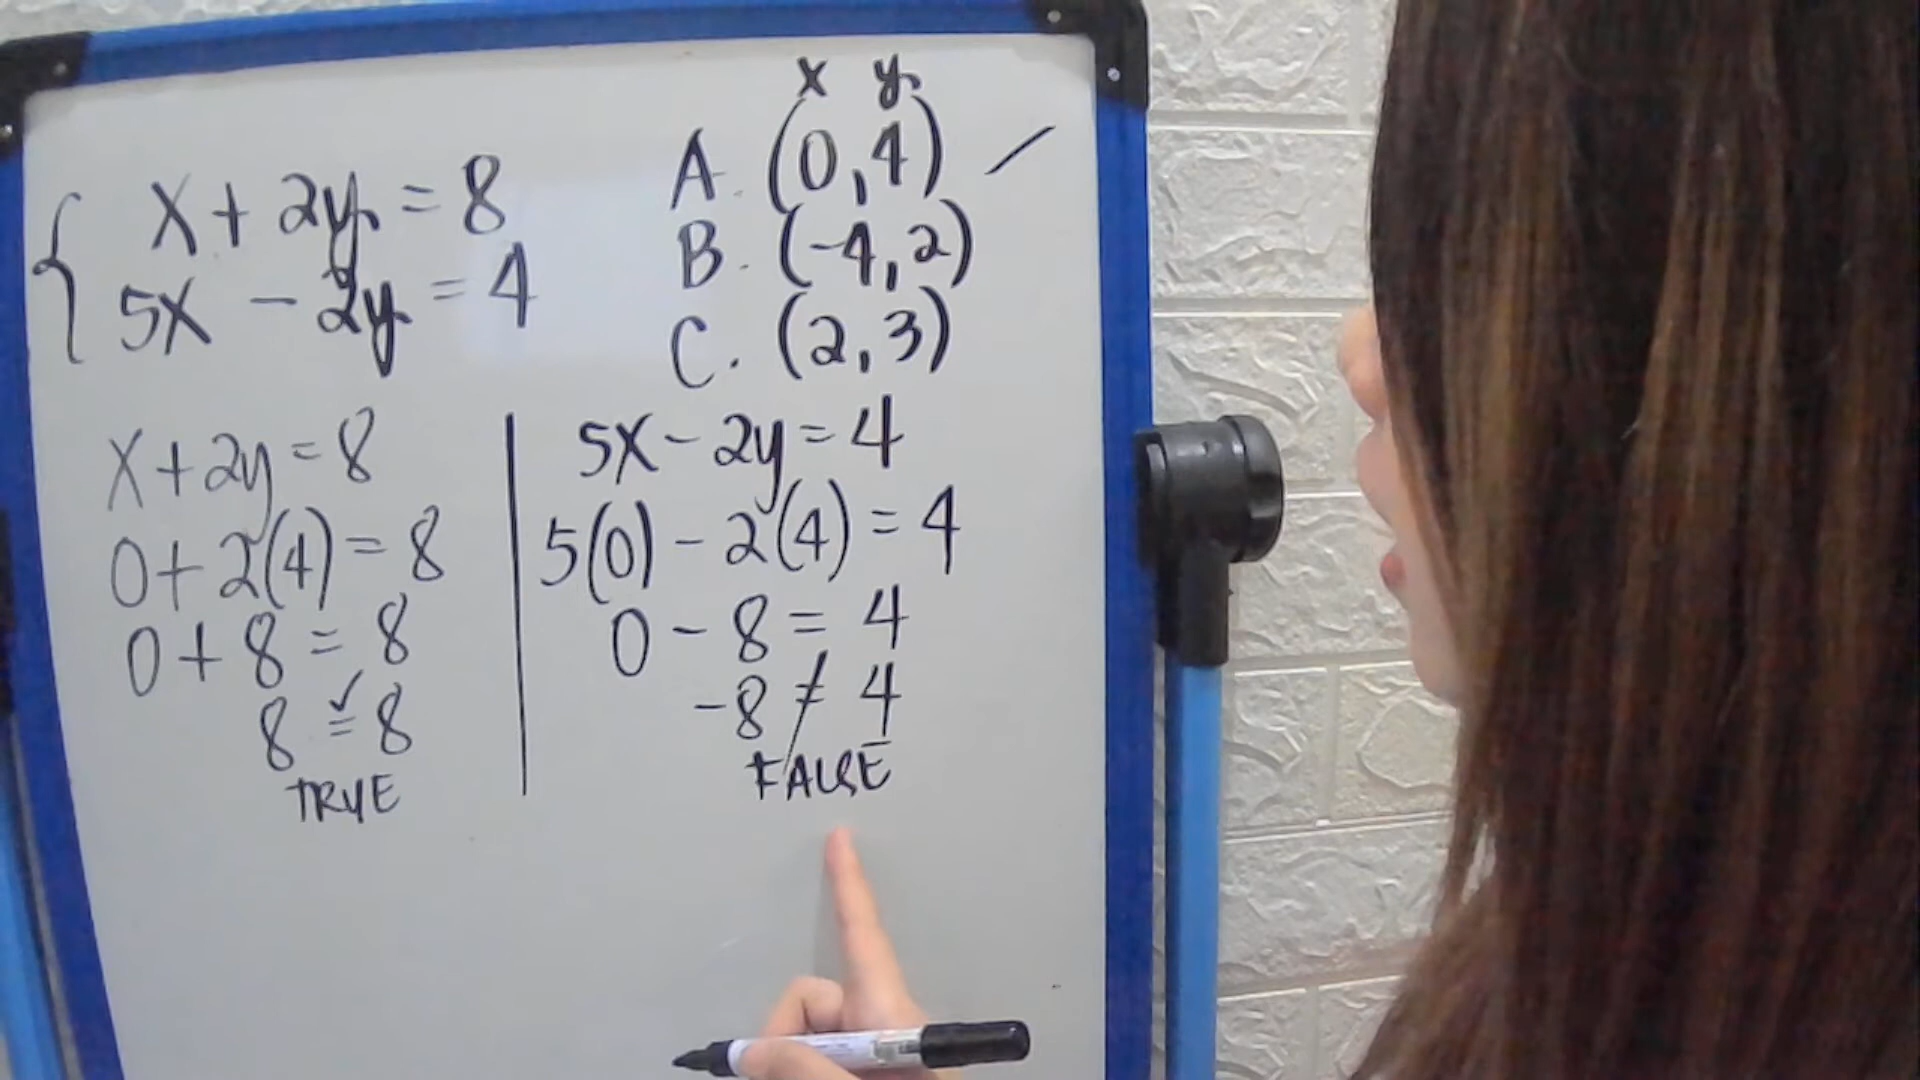 x + 2y = 8
5x - 2y = 4
x y
A. (0, 4)
B. (-4, 2)
C. (2, 3)
x + 2y = 8
0 + 2(4) = 8
0 + 8 = 8
8 = 8
TRUE
5x - 2y = 4
5(0) - 2(4) = 4
0 - 8 = 4
-8 ≠ 4
FALSE